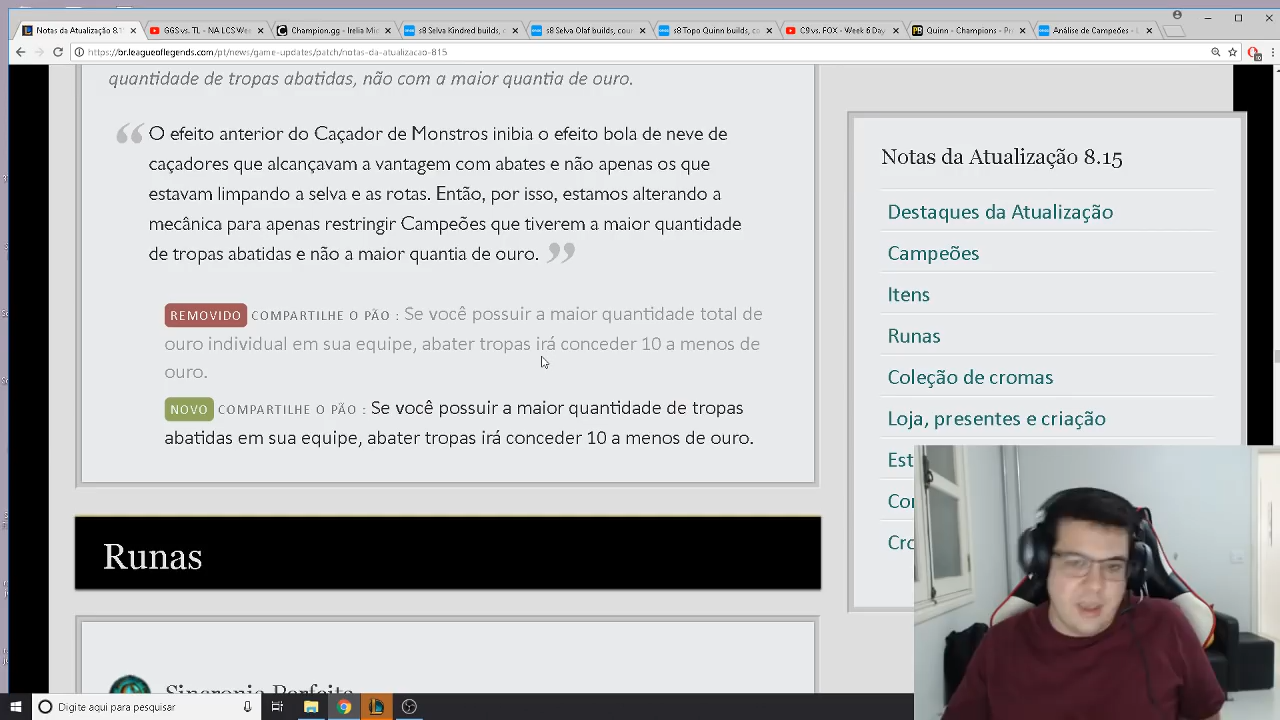 Notas da Atualização 8.1
GGS vs. TL - NALCS Wee
Champion.gg - Irelia Mic
s8 Selva Kindred builds, c
s8 Selva Olaf builds, coun
s8 Topo Quinn builds, c
C9 vs. FOX - Week 6 Day
Quinn - Champions - Pr
Análise de Campeões - L
https://br.leagueoflegends.com/pt/news/game-updates/patch/notas-da-atualizacao-815
quantidade de tropas abatidas, não com a maior quantia de ouro.
“ O efeito anterior do Caçador de Monstros inibia o efeito bola de neve de
caçadores que alcançavam a vantagem com abates e não apenas os que
estavam limpando a selva e as rotas. Então, por isso, estamos alterando a
mecânica para apenas restringir Campeões que tiverem a maior quantidade
de tropas abatidas e não a maior quantia de ouro. ”
REMOVIDO COMPARTILHE O PÃO : Se você possuir a maior quantidade total de
ouro individual em sua equipe, abater tropas irá conceder 10 a menos de
ouro.
NOVO COMPARTILHE O PÃO : Se você possuir a maior quantidade de tropas
abatidas em sua equipe, abater tropas irá conceder 10 a menos de ouro.
Runas
Sincronia Perfeita
Notas da Atualização 8.15
Destaques da Atualização
Campeões
Itens
Runas
Coleção de cromas
Loja, presentes e criação
Est
Cor
Cro
Digite aqui para pesquisar